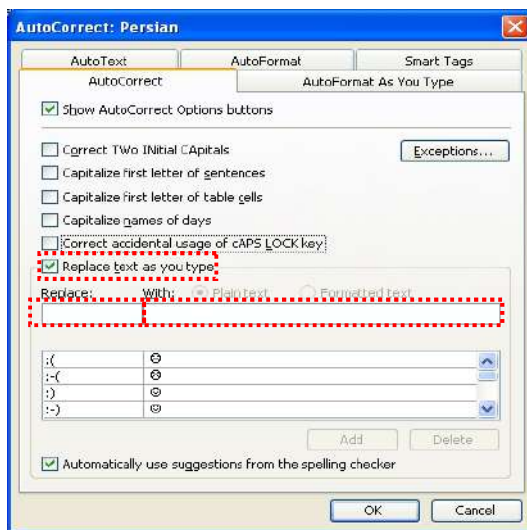 AutoCorrect: Persian
AutoText AutoFormat Smart Tags
AutoCorrect AutoFormat As You Type
Show AutoCorrect Options buttons
Correct TWo INitial CApitals Exceptions...
Capitalize first letter of sentences
Capitalize first letter of table cells
Capitalize names of days
Correct accidental usage of cAPS LOCK key
Replace text as you type
Replace: With: Plain text Formatted text
:( ☹
:-( ☹
:) ☺
:-) ☺
Add Delete
Automatically use suggestions from the spelling checker
OK Cancel